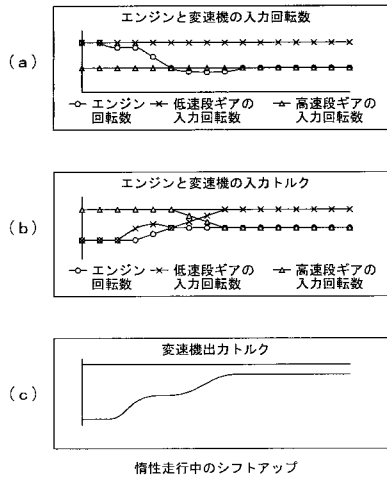 (a)
エンジンと変速機の入力回転数
エンジン回転数
低速段ギアの入力回転数
高速段ギアの入力回転数
(b)
エンジンと変速機の入力トルク
エンジン回転数
低速段ギアの入力回転数
高速段ギアの入力回転数
(c)
変速機出力トルク
惰性走行中のシフトアップ